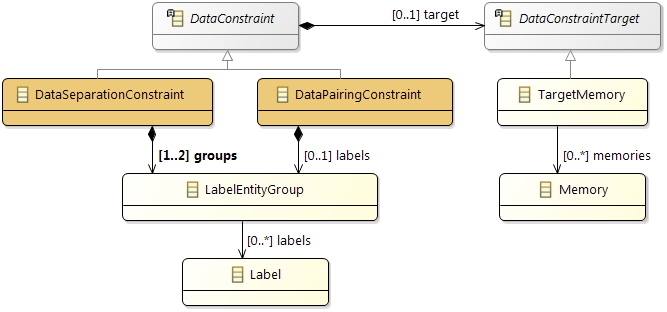 DataConstraint
[0..1] target
DataConstraintTarget
DataSeparationConstraint
DataPairingConstraint
TargetMemory
[1..2] groups
[0..1] labels
[0..*] memories
LabelEntityGroup
Memory
[0..*] labels
Label